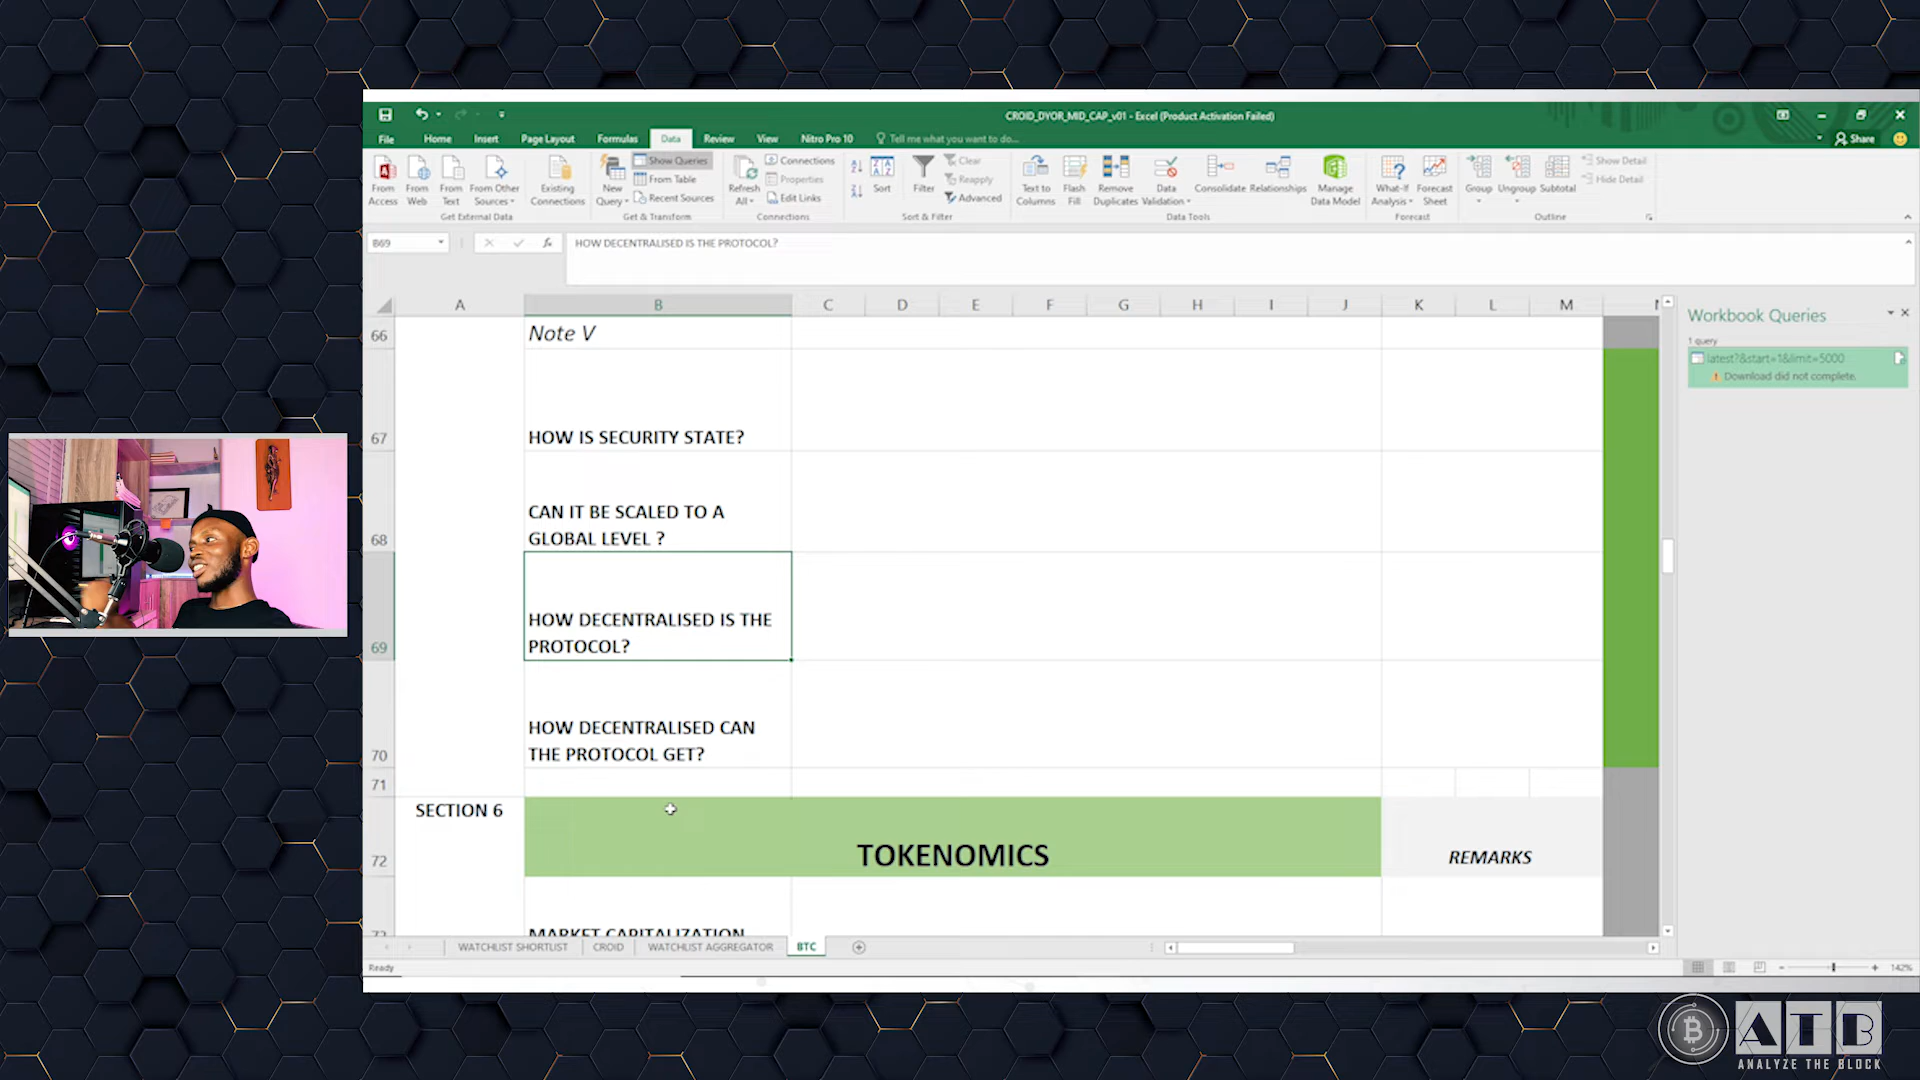 CROID_DYOR_MID_CAP_v01 - Excel (Product Activation Failed)
File Home Insert Page Layout Formulas Data Review View Nitro Pro 10 Tell me what you want to do... Share
From Access
From Web
From Text
From Other Sources
Get External Data
Existing Connections
New Query
Show Queries
From Table
Recent Sources
Get & Transform
Refresh All
Connections
Properties
Edit Links
Connections
Sort
Filter
Clear
Reapply
Advanced
Sort & Filter
Text to Columns
Flash Fill
Remove Duplicates
Data Validation
Consolidate
Relationships
Manage Data Model
Data Tools
What-If Analysis
Forecast Sheet
Forecast
Group
Ungroup
Subtotal
Show Detail
Hide Detail
Outline
B69 fx HOW DECENTRALISED IS THE PROTOCOL?
A B C D E F G H I J K L M
66 Note V
67 HOW IS SECURITY STATE?
CAN IT BE SCALED TO A
68 GLOBAL LEVEL ?
HOW DECENTRALISED IS THE
69 PROTOCOL?
HOW DECENTRALISED CAN
70 THE PROTOCOL GET?
71
SECTION 6
72 TOKENOMICS REMARKS
73 MARKET CAPITALIZATION
Workbook Queries
1 query
latest?&start=1&limit=5000
Download did not complete.
WATCHLIST SHORTLIST CROID WATCHLIST AGGREGATOR BTC
Ready 142%
ATB
ANALYZE THE BLOCK